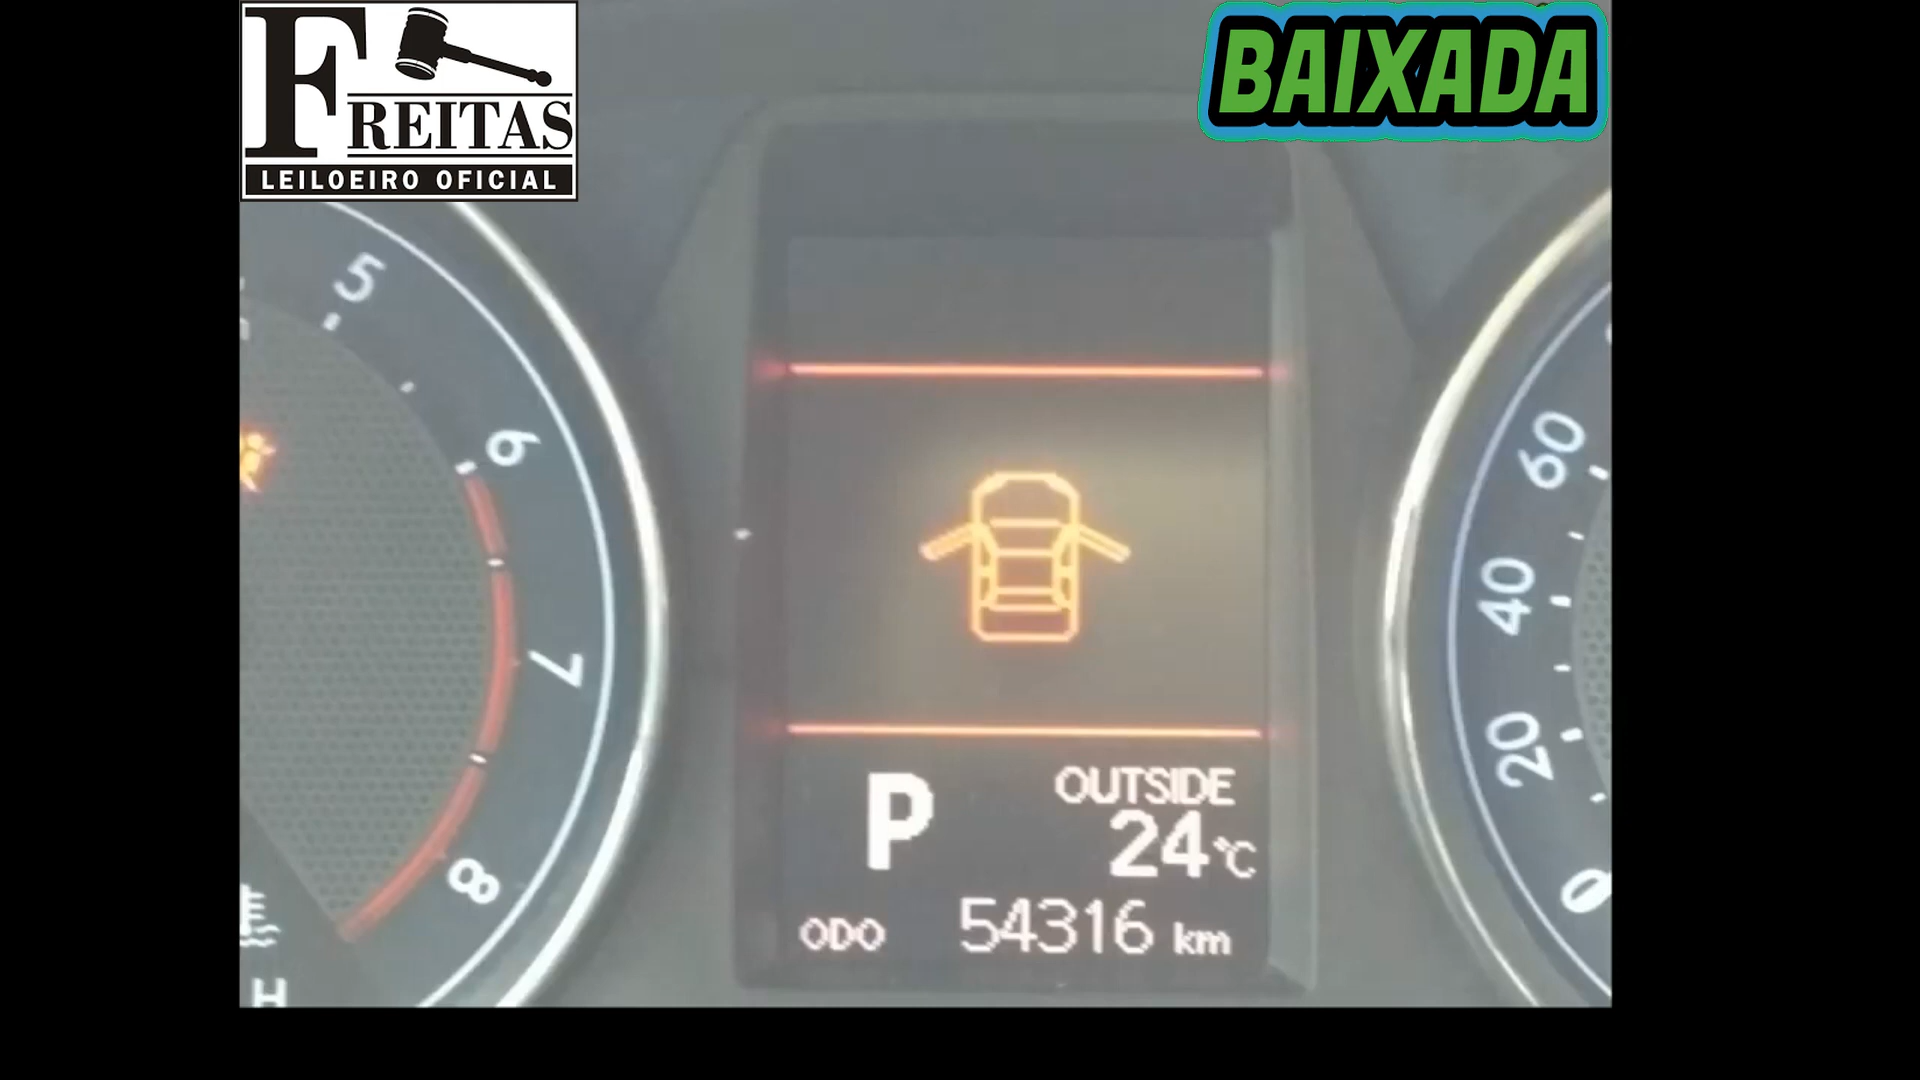 FREITAS
LEILOEIRO OFICIAL
BAIXADA
5
6
7
8
H
60
40
20
0
P
OUTSIDE
24°C
ODO 54316 km